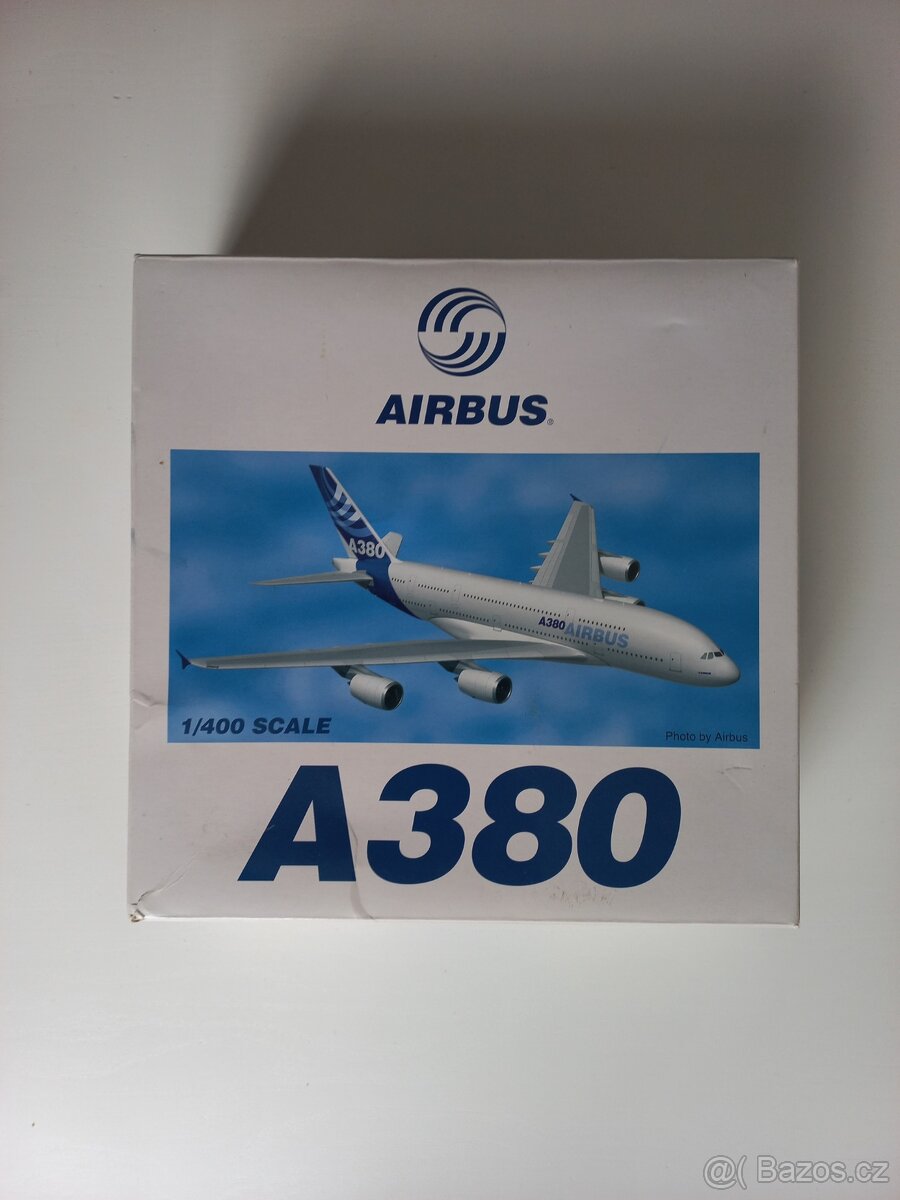 AIRBUS®
A380
A380 AIRBUS
1/400 SCALE
Photo by Airbus
A380
@( Bazos.cz